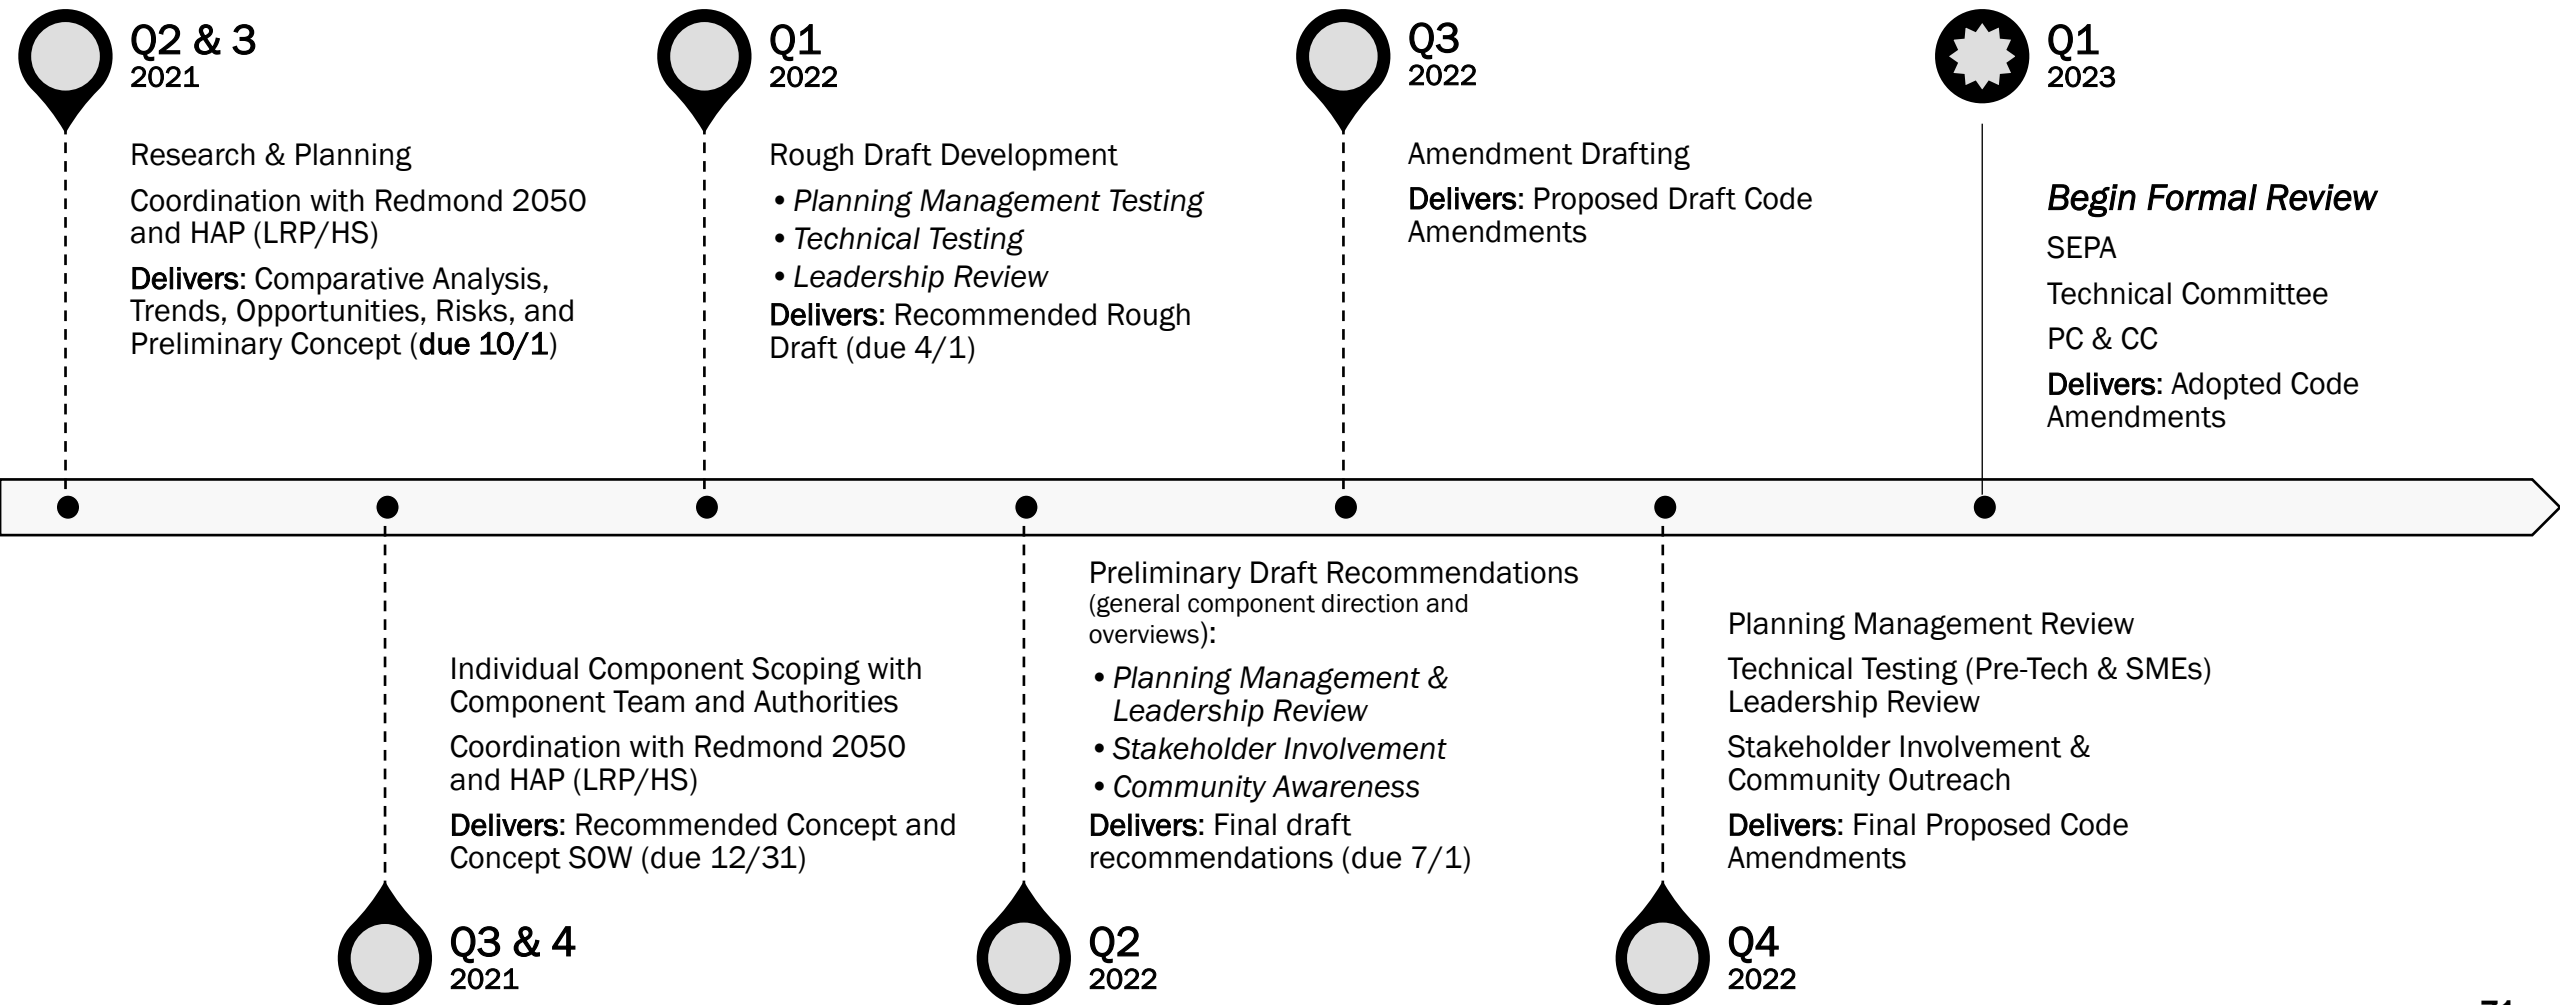 Q2 & 3
2021
Research & Planning
Coordination with Redmond 2050
and HAP (LRP/HS)
Delivers: Comparative Analysis,
Trends, Opportunities, Risks, and
Preliminary Concept (due 10/1)
Q1
2022
Rough Draft Development
• Planning Management Testing
• Technical Testing
• Leadership Review
Delivers: Recommended Rough
Draft (due 4/1)
Q3
2022
Amendment Drafting
Delivers: Proposed Draft Code
Amendments
Q1
2023
Begin Formal Review
SEPA
Technical Committee
PC & CC
Delivers: Adopted Code
Amendments
Individual Component Scoping with
Component Team and Authorities
Coordination with Redmond 2050
and HAP (LRP/HS)
Delivers: Recommended Concept and
Concept SOW (due 12/31)
Q3 & 4
2021
Preliminary Draft Recommendations
(general component direction and
overviews):
• Planning Management &
Leadership Review
• Stakeholder Involvement
• Community Awareness
Delivers: Final draft
recommendations (due 7/1)
Q2
2022
Planning Management Review
Technical Testing (Pre-Tech & SMEs)
Leadership Review
Stakeholder Involvement &
Community Outreach
Delivers: Final Proposed Code
Amendments
Q4
2022